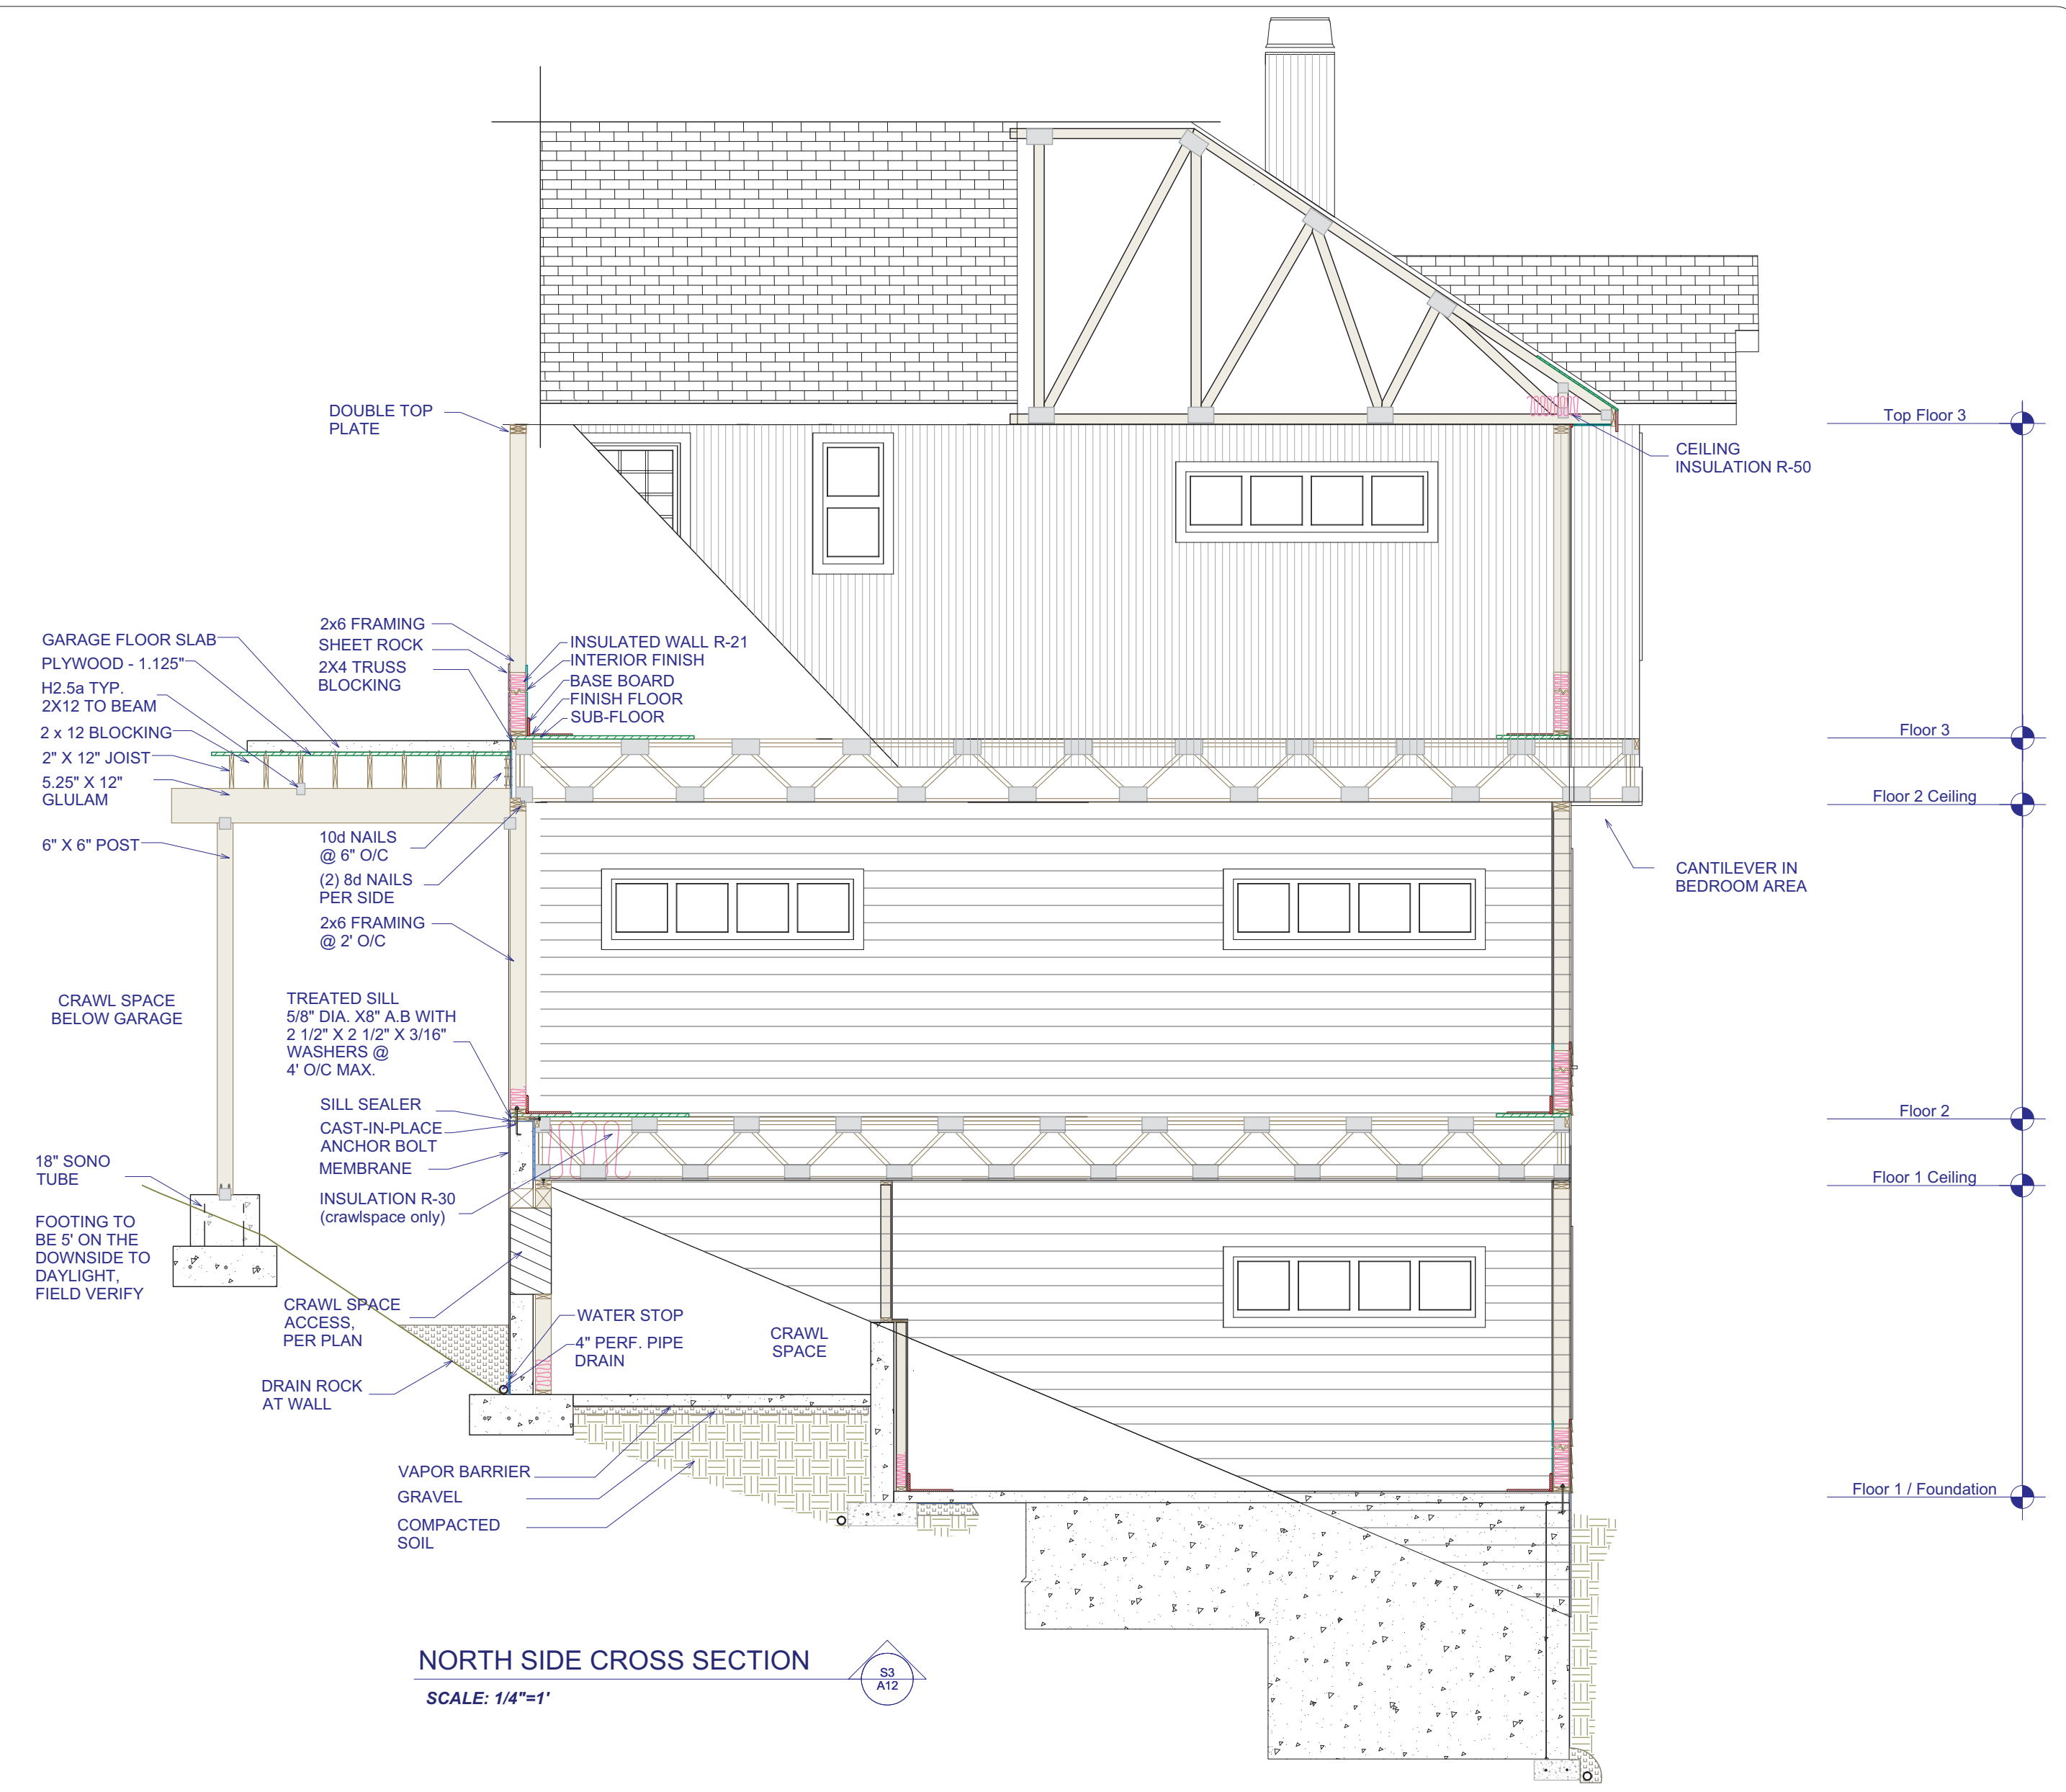 DOUBLE TOP
PLATE
Top Floor 3
CEILING
INSULATION R-50
GARAGE FLOOR SLAB
PLYWOOD - 1.125"
H2.5a TYP.
2X12 TO BEAM
2 x 12 BLOCKING
2" X 12" JOIST
5.25" X 12"
GLULAM
6" X 6" POST
2x6 FRAMING
SHEET ROCK
2X4 TRUSS
BLOCKING
INSULATED WALL R-21
INTERIOR FINISH
BASE BOARD
FINISH FLOOR
SUB-FLOOR
Floor 3
Floor 2 Ceiling
10d NAILS
@ 6" O/C
(2) 8d NAILS
PER SIDE
2x6 FRAMING
@ 2' O/C
CANTILEVER IN
BEDROOM AREA
CRAWL SPACE
BELOW GARAGE
TREATED SILL
5/8" DIA. X8" A.B WITH
2 1/2" X 2 1/2" X 3/16"
WASHERS @
4' O/C MAX.
SILL SEALER
CAST-IN-PLACE
ANCHOR BOLT
MEMBRANE
INSULATION R-30
(crawlspace only)
Floor 2
Floor 1 Ceiling
18" SONO
TUBE
FOOTING TO
BE 5' ON THE
DOWNSIDE TO
DAYLIGHT,
FIELD VERIFY
CRAWL SPACE
ACCESS,
PER PLAN
WATER STOP
4" PERF. PIPE
DRAIN
CRAWL
SPACE
DRAIN ROCK
AT WALL
VAPOR BARRIER
GRAVEL
COMPACTED
SOIL
Floor 1 / Foundation
NORTH SIDE CROSS SECTION
S3
A12
SCALE: 1/4"=1'